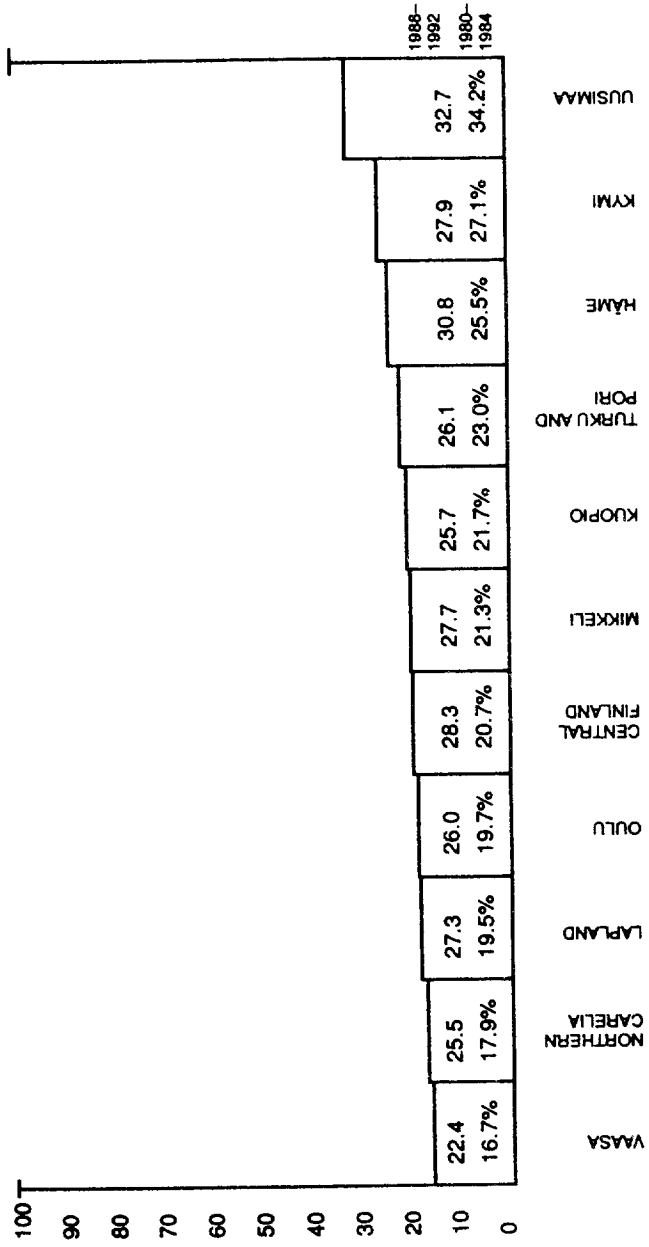 100
90
80
70
60
50
40
30
20
10
0
22.4
16.7%
25.5
17.9%
27.3
19.5%
26.0
19.7%
28.3
20.7%
27.7
21.3%
25.7
21.7%
26.1
23.0%
30.8
25.5%
27.9
27.1%
32.7
34.2%
1988–
1992
1980–
1984
VAASA
NORTHERN
CARELIA
LAPLAND
OULU
CENTRAL
FINLAND
MIKKELI
KUOPIO
TURKU AND
PORI
HÄME
KYMI
UUSIMAA